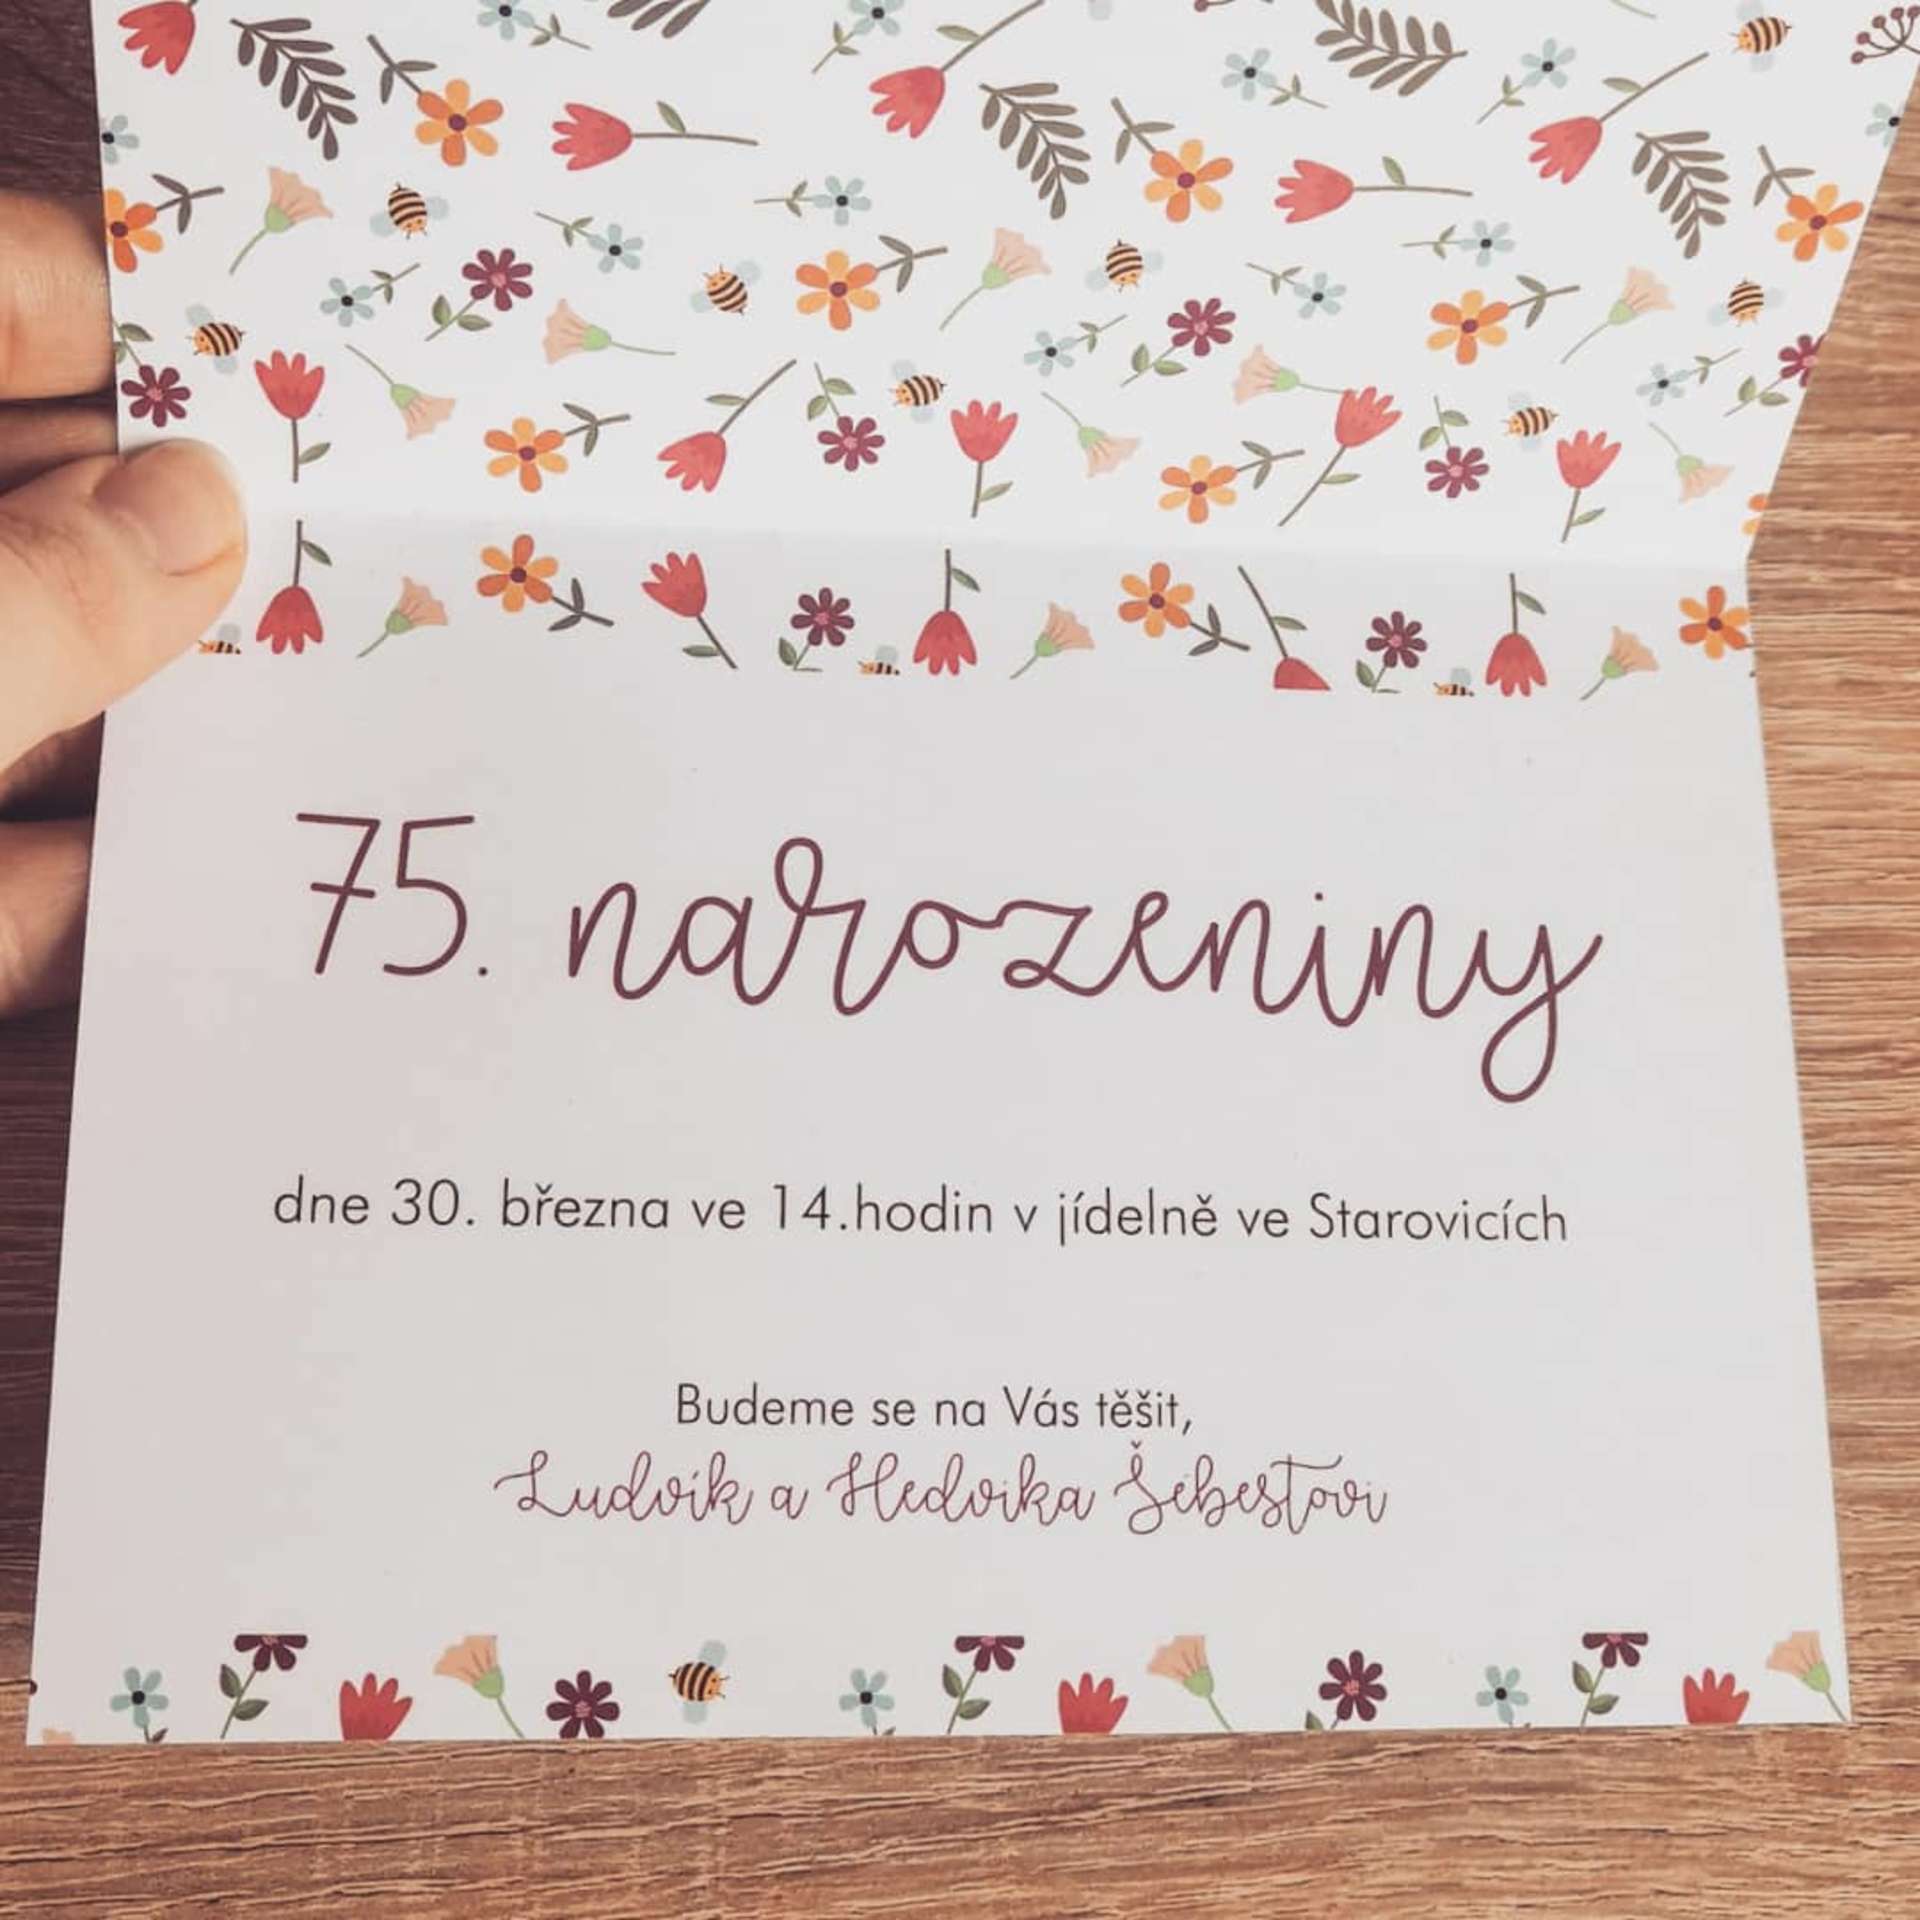 75. narozeniny
dne 30. března ve 14.hodin v jídelně ve Starovicích
Budeme se na Vás těšit,
Ludvík a Hedvika Šebestovi